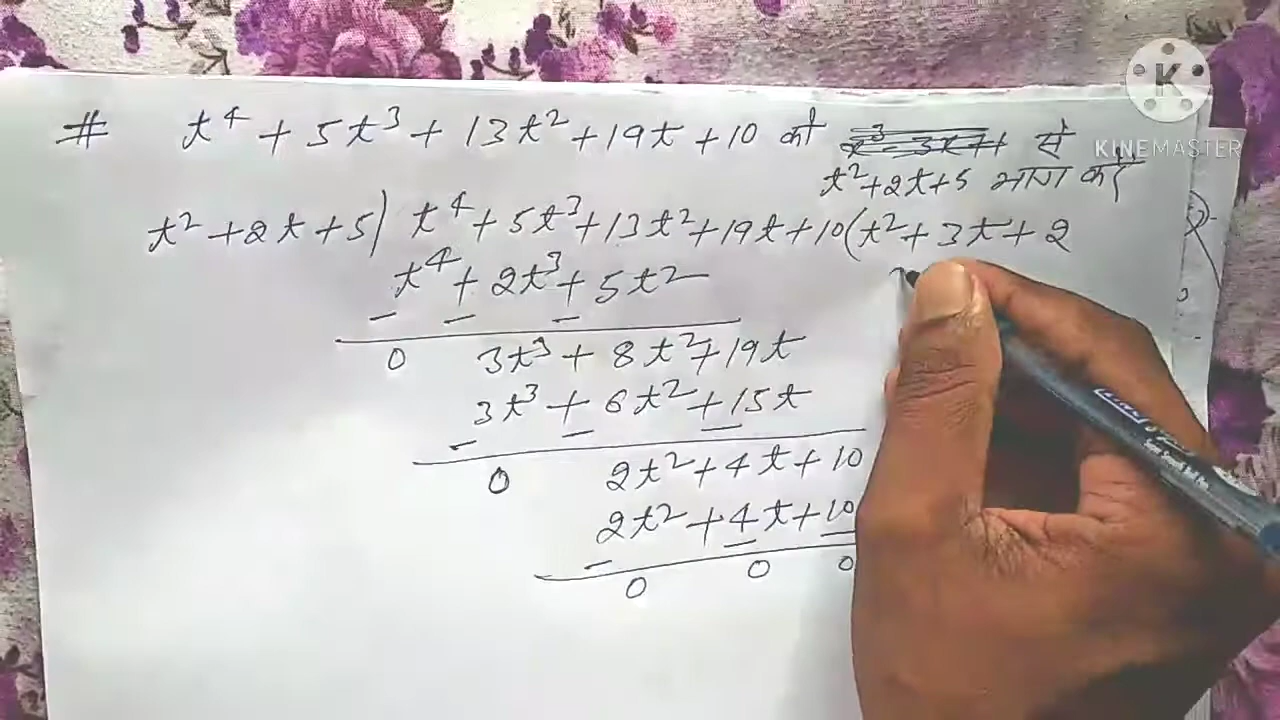 # t⁴ + 5t³ + 13t² + 19t + 10 को से
t² + 2t + 5 भाग करें
t² + 2t + 5) t⁴ + 5t³ + 13t² + 19t + 10 (t² + 3t + 2
t⁴ + 2t³ + 5t²
- - -
0 3t³ + 8t² + 19t
3t³ + 6t² + 15t
- - -
0 2t² + 4t + 10
2t² + 4t + 10
- - -
0 0 0
K
KINEMASTER